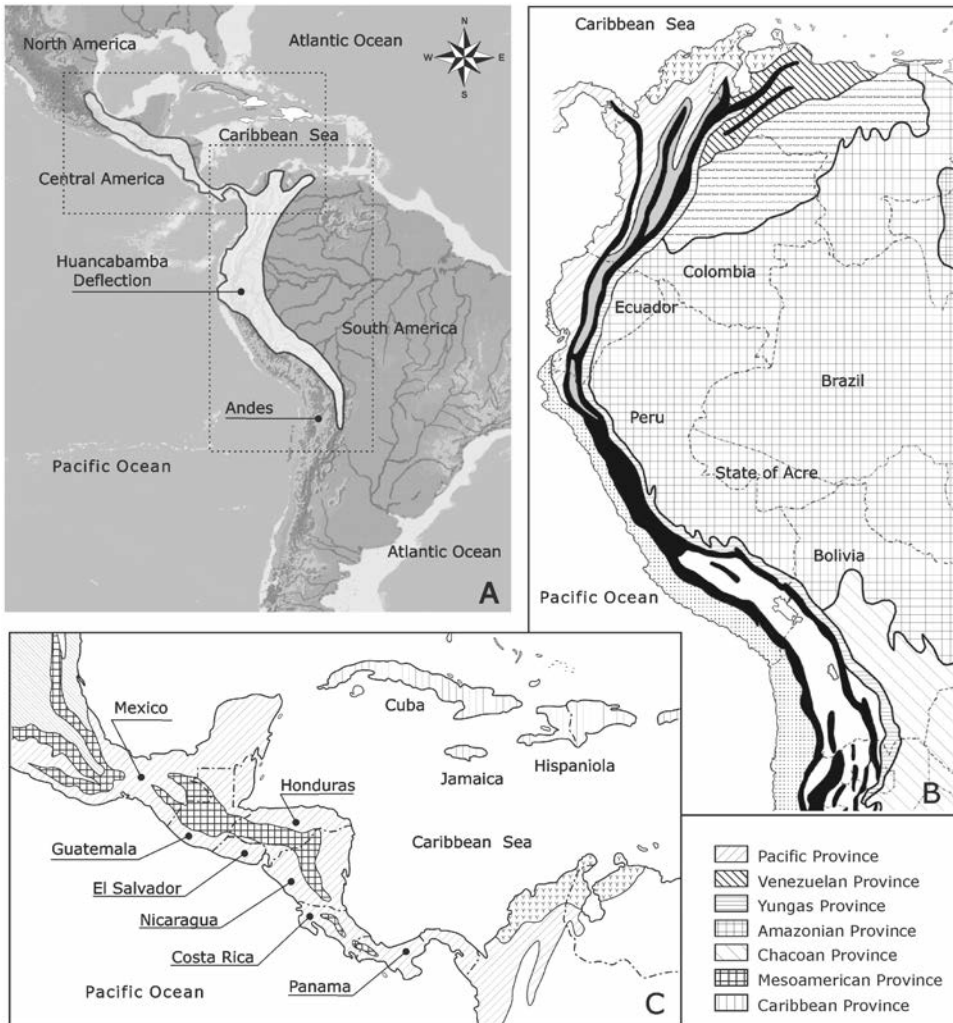 North America
Atlantic Ocean
N
W
E
S
Caribbean Sea
Central America
Huancabamba
Deflection
South America
Andes
Pacific Ocean
Atlantic Ocean
A
Caribbean Sea
Colombia
Ecuador
Brazil
Peru
State of Acre
Bolivia
Pacific Ocean
B
Mexico
Cuba
Jamaica
Hispaniola
Honduras
Guatemala
Caribbean Sea
El Salvador
Nicaragua
Costa Rica
Panama
Pacific Ocean
C
Pacific Province
Venezuelan Province
Yungas Province
Amazonian Province
Chacoan Province
Mesoamerican Province
Caribbean Province